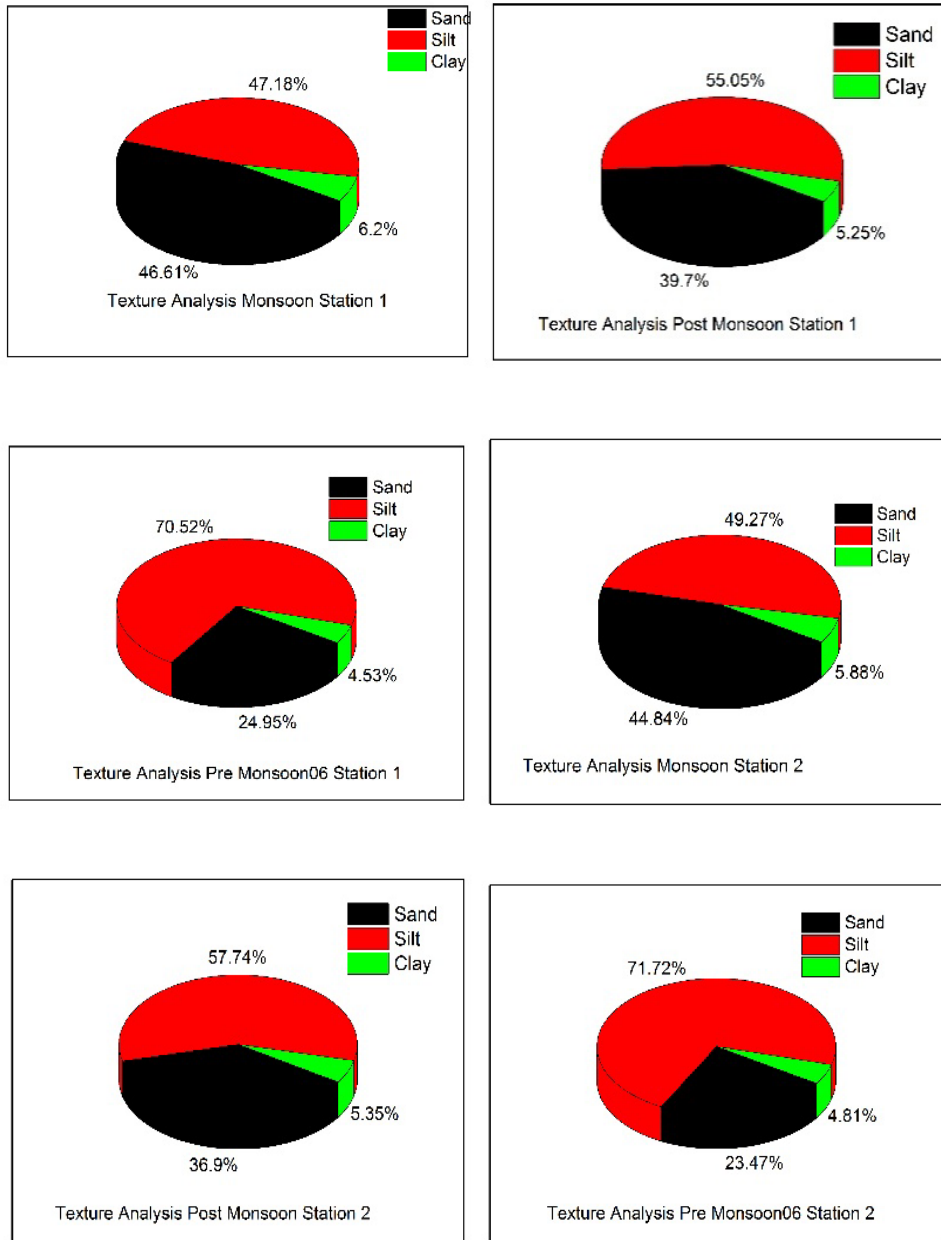 Sand
Silt
Clay
47.18%
6.2%
46.61%
Texture Analysis Monsoon Station 1
Sand
Silt
Clay
55.05%
5.25%
39.7%
Texture Analysis Post Monsoon Station 1
Sand
Silt
Clay
70.52%
4.53%
24.95%
Texture Analysis Pre Monsoon06 Station 1
Sand
Silt
Clay
49.27%
5.88%
44.84%
Texture Analysis Monsoon Station 2
Sand
Silt
Clay
57.74%
5.35%
36.9%
Texture Analysis Post Monsoon Station 2
Sand
Silt
Clay
71.72%
4.81%
23.47%
Texture Analysis Pre Monsoon06 Station 2